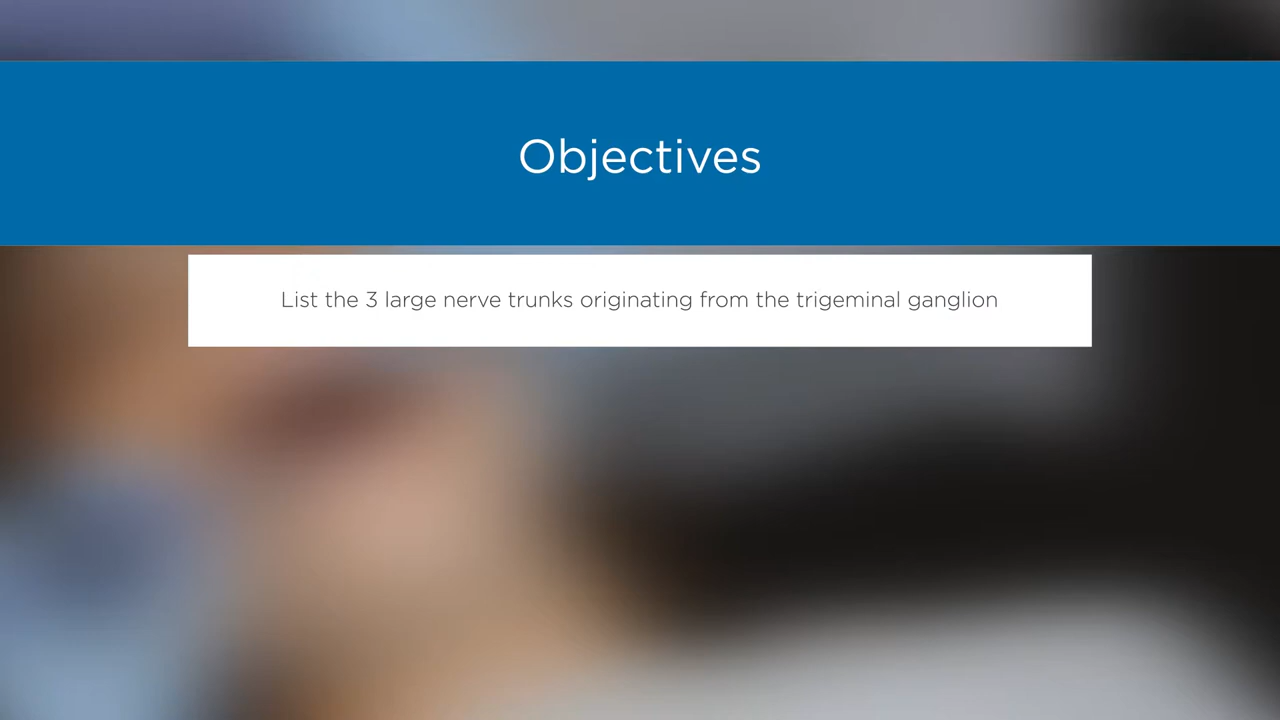 Objectives
List the 3 large nerve trunks originating from the trigeminal ganglion